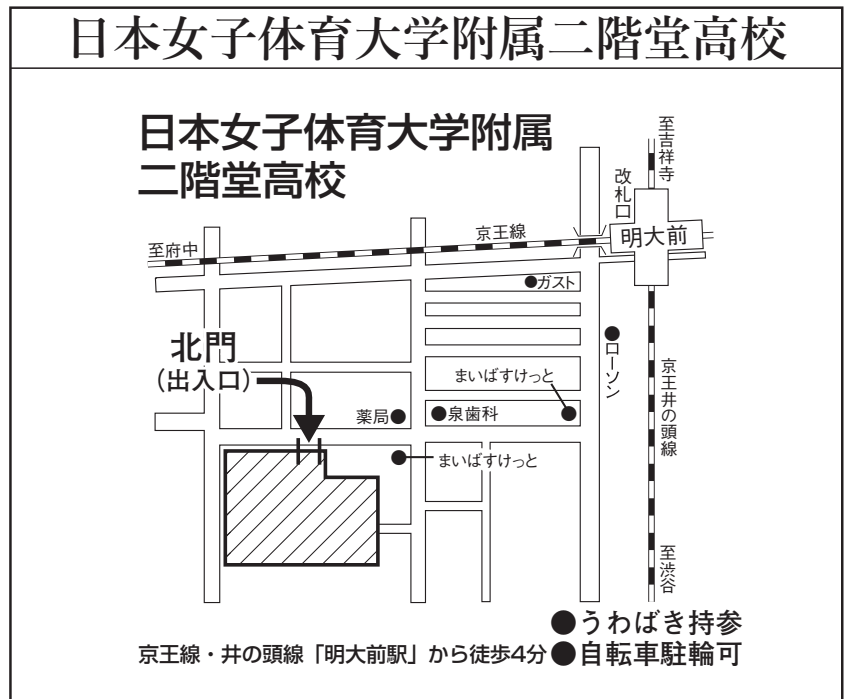 日本女子体育大学附属二階堂高校
日本女子体育大学附属
二階堂高校
至吉祥寺
改札口
京王線
明大前
至府中
●ガスト
●ローソン
北門
(出入口)
まいばすけっと
京王井の頭線
薬局●
●泉歯科
まいばすけっと
至渋谷
●うわばき持参
京王線・井の頭線「明大前駅」から徒歩4分
●自転車駐輪可